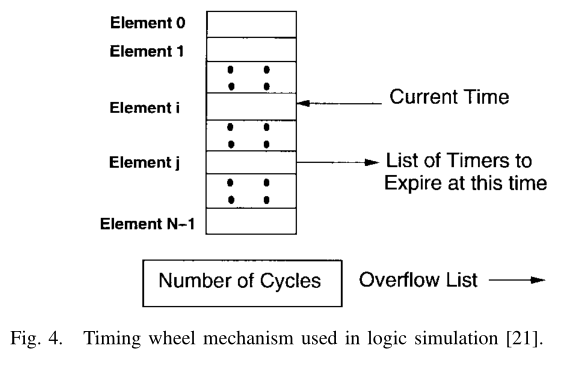 Element 0
Element 1
Element i
Current Time
Element j
List of Timers to
Expire at this time
Element N-1
Number of Cycles
Overflow List
Fig. 4. Timing wheel mechanism used in logic simulation [21].